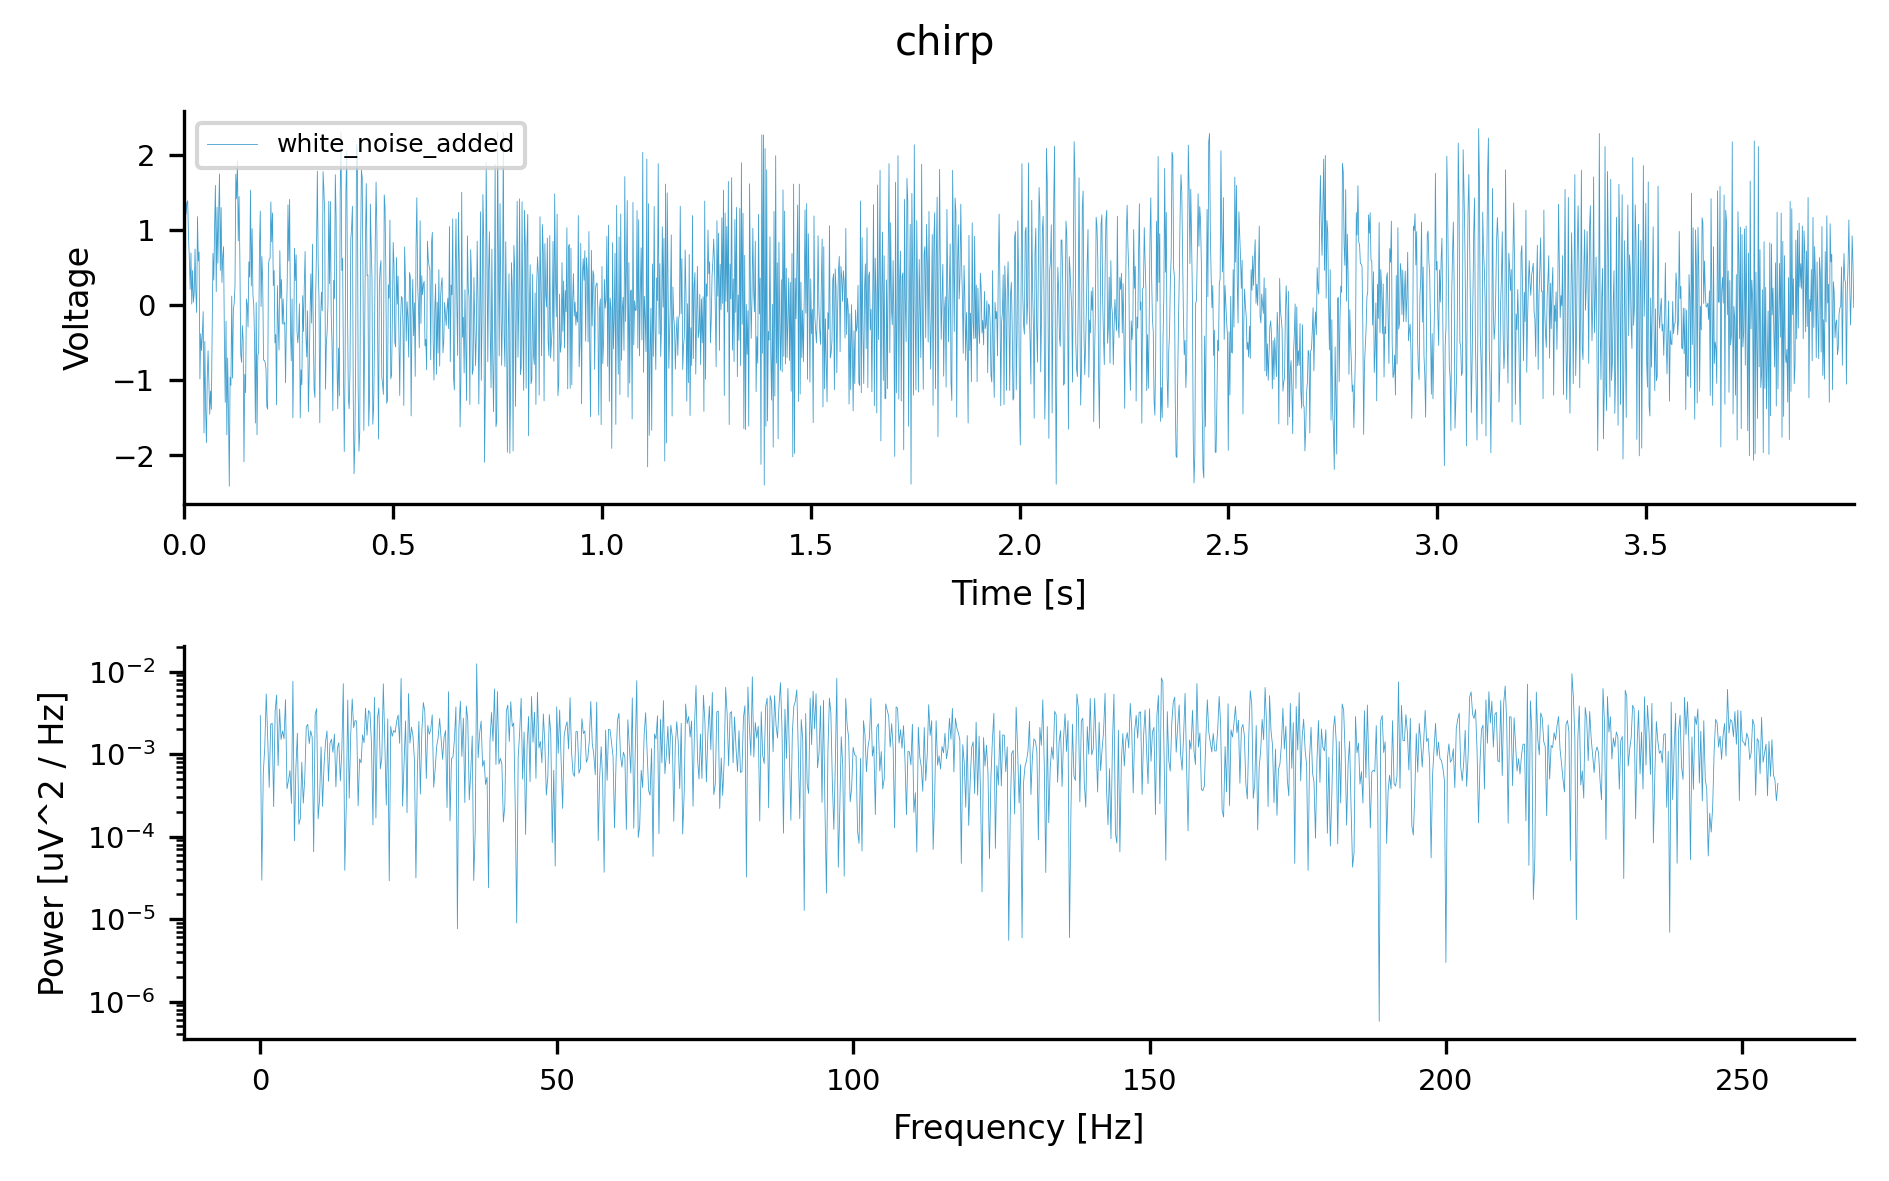 chirp
white_noise_added
Voltage
2
1
0
−1
−2
0.0 0.5 1.0 1.5 2.0 2.5 3.0 3.5
Time [s]
Power [uV^2 / Hz]
10⁻²
10⁻³
10⁻⁴
10⁻⁵
10⁻⁶
0 50 100 150 200 250
Frequency [Hz]